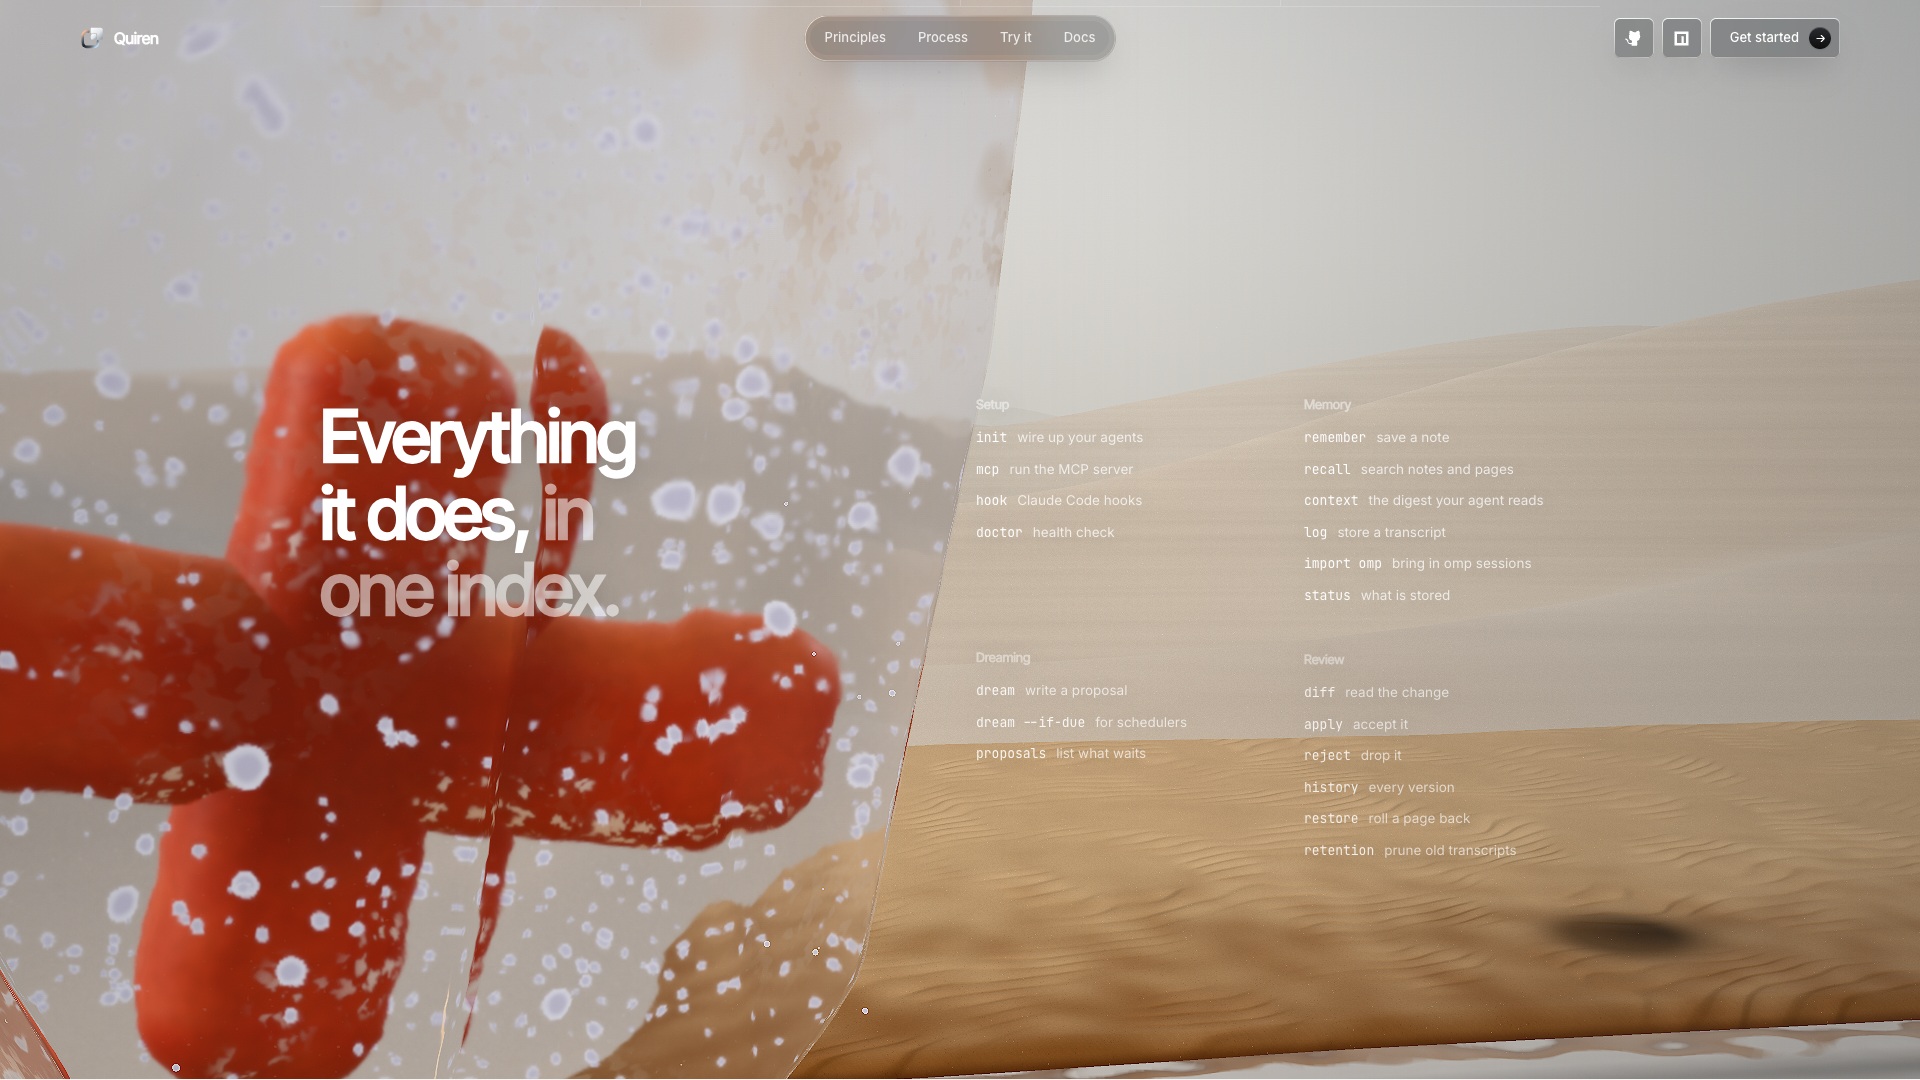 Quiren
Principles
Process
Try it
Docs
Get started
Everything
it does, in
one index.
Setup
init wire up your agents
mcp run the MCP server
hook Claude Code hooks
doctor health check
Memory
remember save a note
recall search notes and pages
context the digest your agent reads
log store a transcript
import omp bring in omp sessions
status what is stored
Dreaming
dream write a proposal
dream --if-due for schedulers
proposals list what waits
Review
diff read the change
apply accept it
reject drop it
history every version
restore roll a page back
retention prune old transcripts